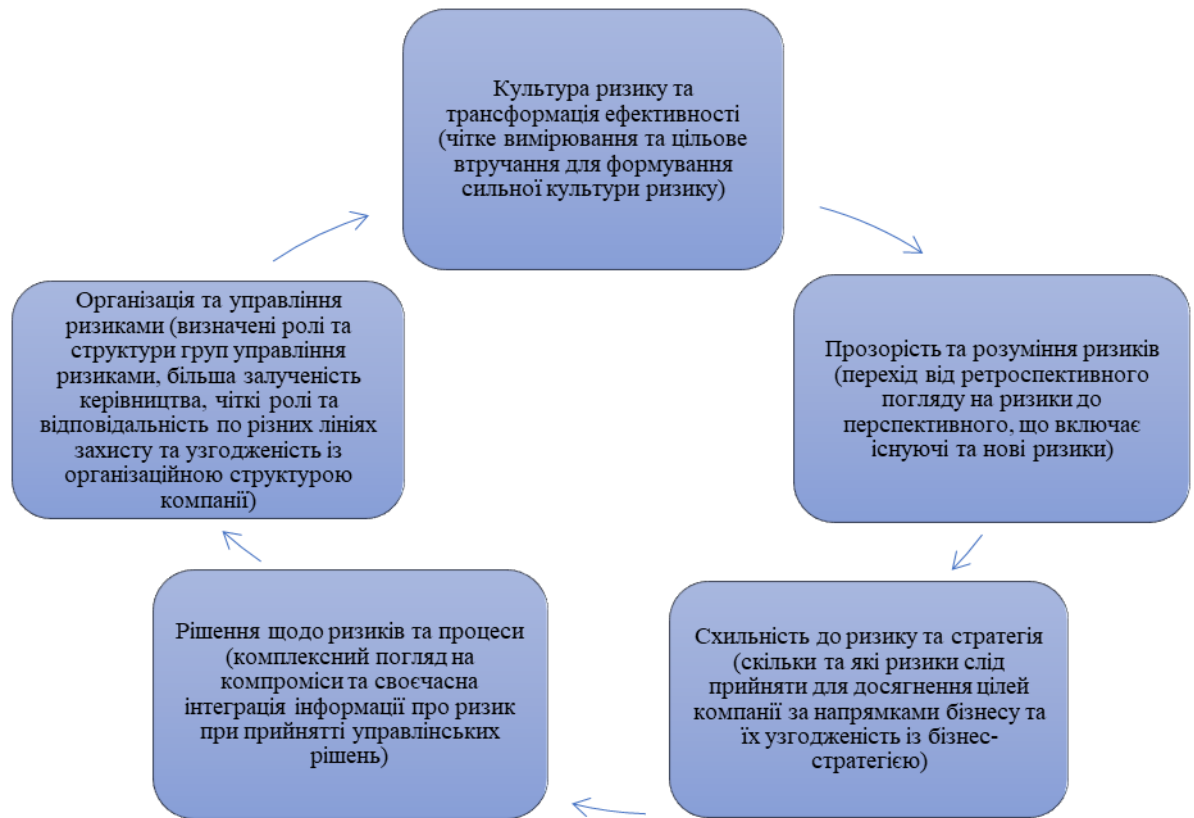 Культура ризику та
трансформація ефективності
(чітке вимірювання та цільове
втручання для формування
сильної культури ризику)
Прозорість та розуміння ризиків
(перехід від ретроспективного
погляду на ризики до
перспективного, що включає
існуючі та нові ризики)
Схильність до ризику та стратегія
(скільки та які ризики слід
прийняти для досягнення цілей
компанії за напрямками бізнесу та
їх узгодженість із бізнес-
стратегією)
Рішення щодо ризиків та процеси
(комплексний погляд на
компроміси та своєчасна
інтеграція інформації про ризик
при прийнятті управлінських
рішень)
Організація та управління
ризиками (визначені ролі та
структури груп управління
ризиками, більша залученість
керівництва, чіткі ролі та
відповідальність по різних лініях
захисту та узгодженість із
організаційною структурою
компанії)